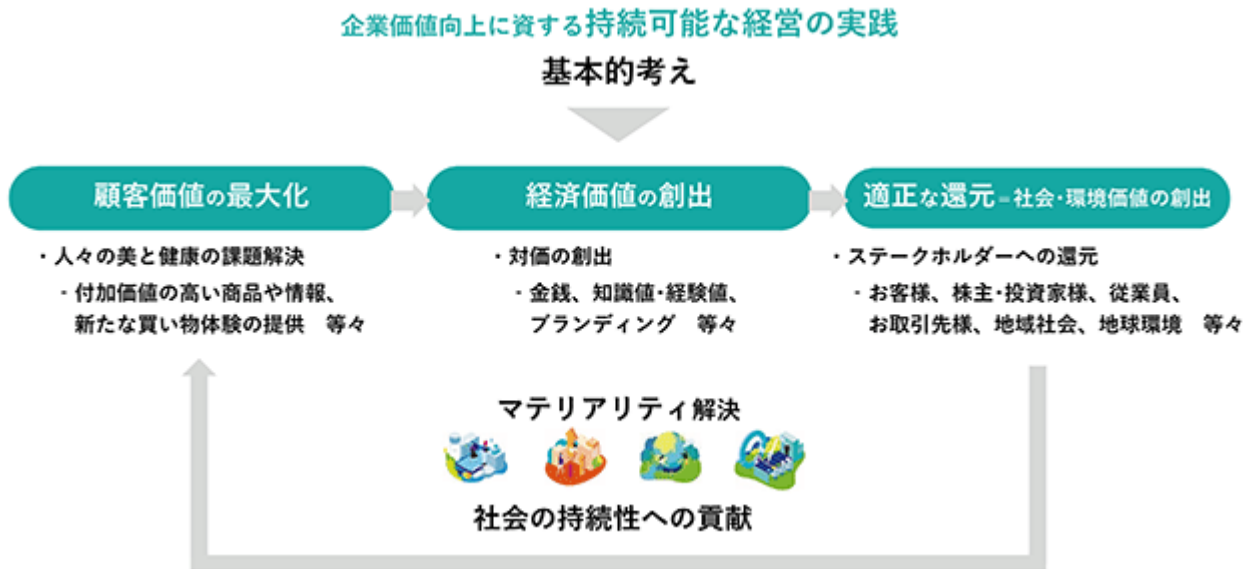 企業価値向上に資する持続可能な経営の実践
基本的考え
顧客価値の最大化
・人々の美と健康の課題解決
- 付加価値の高い商品や情報、
新たな買い物体験の提供 等々
経済価値の創出
・対価の創出
- 金銭、知識値・経験値、
ブランディング 等々
適正な還元=社会・環境価値の創出
・ステークホルダーへの還元
- お客様、株主・投資家様、従業員、
お取引先様、地域社会、地球環境 等々
マテリアリティ解決
社会の持続性への貢献